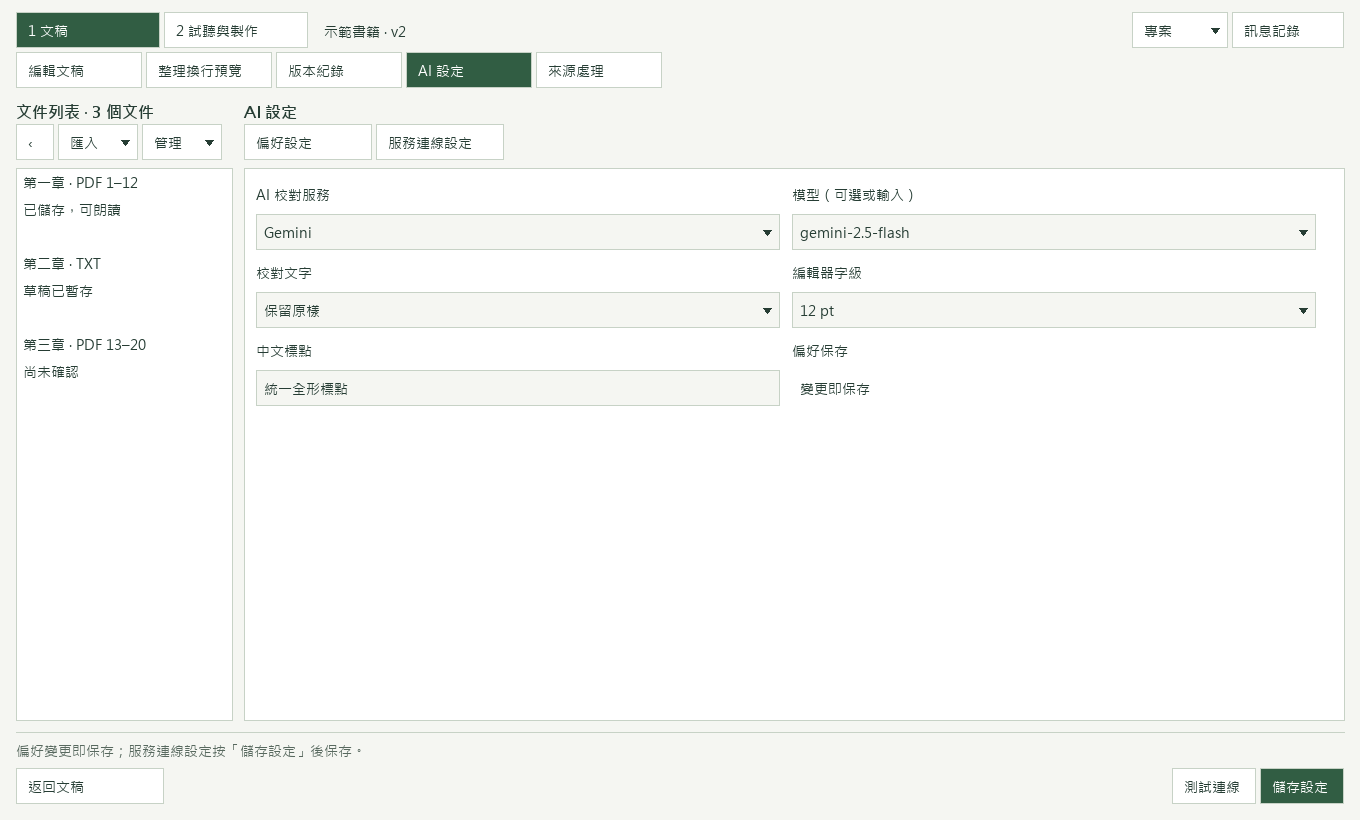 1 文稿
2 試聽與製作
示範書籍 · v2
專案
訊息記錄
編輯文稿
整理換行預覽
版本紀錄
AI 設定
來源處理
文件列表 · 3 個文件
AI 設定
‹
匯入
管理
偏好設定
服務連線設定
第一章 · PDF 1–12
已儲存，可朗讀
第二章 · TXT
草稿已暫存
第三章 · PDF 13–20
尚未確認
AI 校對服務
模型（可選或輸入）
Gemini
gemini-2.5-flash
校對文字
編輯器字級
保留原樣
12 pt
中文標點
偏好保存
統一全形標點
變更即保存
偏好變更即保存；服務連線設定按「儲存設定」後保存。
返回文稿
測試連線
儲存設定